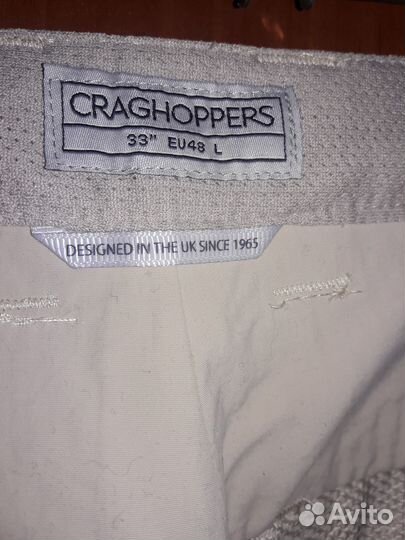 CRAGHOPPERS
33" EU48 L
DESIGNED IN THE UK SINCE 1965
Avito